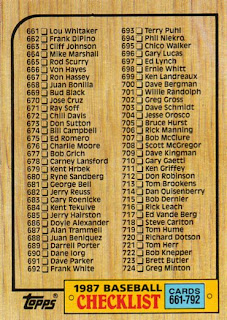 661 Lou Whitaker
662 Frank DiPino
663 Cliff Johnson
664 Mike Marshall
665 Rod Scurry
666 Von Hayes
667 Ron Hassey
668 Juan Bonilla
669 Bud Black
670 Jose Cruz
671 Ray Soff
672 Chili Davis
673 Don Sutton
674 Bill Campbell
675 Ed Romero
676 Charlie Moore
677 Bob Grich
678 Carney Lansford
679 Kent Hrbek
680 Ryne Sandberg
681 George Bell
682 Jerry Reuss
683 Gary Roenicke
684 Kent Tekulve
685 Jerry Hairston
686 Doyle Alexander
687 Alan Trammell
688 Juan Beniquez
689 Darrell Porter
690 Dane Iorg
691 Dave Parker
692 Frank White
693 Terry Puhl
694 Phil Niekro
695 Chico Walker
696 Gary Lucas
697 Ed Lynch
698 Ernie Whitt
699 Ken Landreaux
700 Dave Bergman
701 Willie Randolph
702 Greg Gross
703 Dave Schmidt
704 Jesse Orosco
705 Bruce Hurst
706 Rick Manning
707 Bob McClure
708 Scott McGregor
709 Dave Kingman
710 Gary Gaetti
711 Ken Griffey
712 Don Robinson
713 Tom Brookens
714 Dan Quisenberry
715 Bob Dernier
716 Rick Leach
717 Ed Vande Berg
718 Steve Carlton
719 Tom Hume
720 Richard Dotson
721 Tom Herr
722 Bob Knepper
723 Brett Butler
724 Greg Minton
Topps
1987 BASEBALL
CHECKLIST
CARDS
661-792